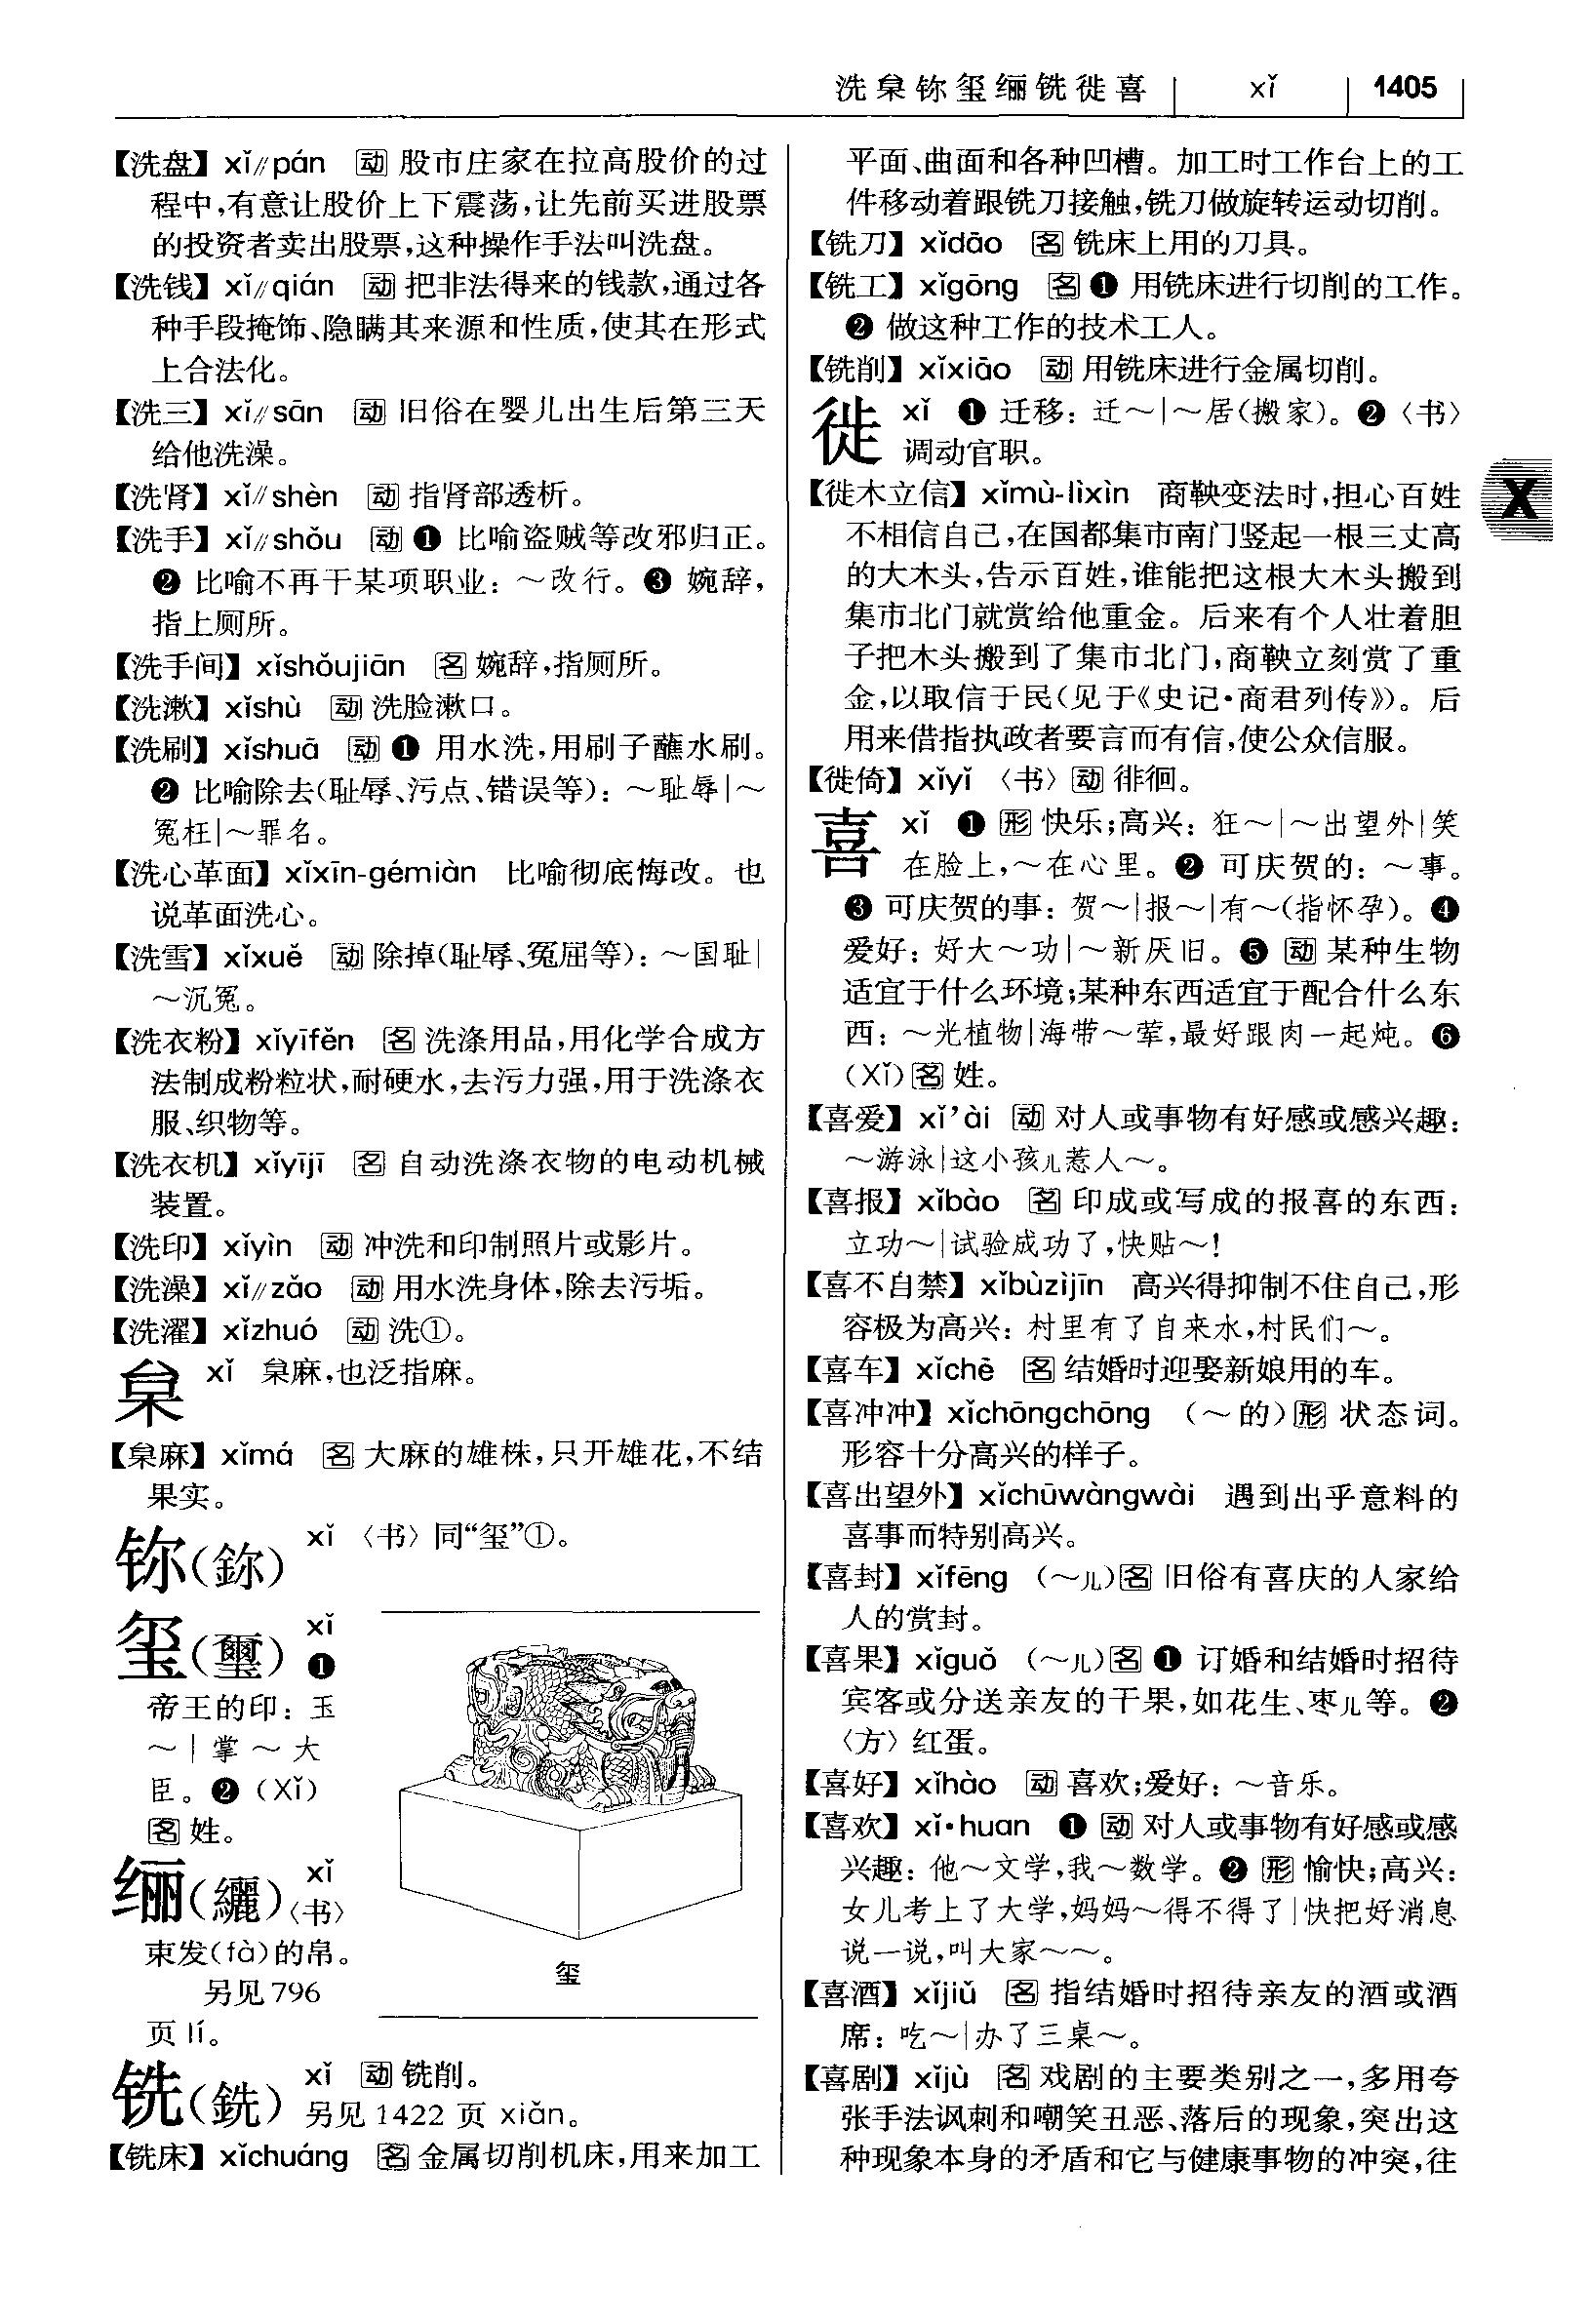 洗枲鉨玺纚铣徙喜 xǐ 1405
【洗盘】 xǐ∥pán 动 股市庄家在拉高股价的过
程中,有意让股价上下震荡,让先前买进股票
的投资者卖出股票,这种操作手法叫洗盘。
【洗钱】 xǐ∥qián 动 把非法得来的钱款,通过各
种手段掩饰、隐瞒其来源和性质,使其在形式
上合法化。
【洗三】 xǐ∥sān 动 旧俗在婴儿出生后第三天
给他洗澡。
【洗肾】 xǐ∥shèn 动 指肾部透析。
【洗手】 xǐ∥shǒu 动 ❶ 比喻盗贼等改邪归正。
❷ 比喻不再干某项职业: ～改行。❸ 婉辞,
指上厕所。
【洗手间】 xǐshǒujiān 名 婉辞,指厕所。
【洗漱】 xǐshù 动 洗脸漱口。
【洗刷】 xǐshuā 动 ❶ 用水洗,用刷子蘸水刷。
❷ 比喻除去(耻辱、污点、错误等): ～耻辱|～
冤枉|～罪名。
【洗心革面】 xǐxīn-gémiàn 比喻彻底悔改。也
说革面洗心。
【洗雪】 xǐxuě 动 除掉(耻辱、冤屈等): ～国耻|
～沉冤。
【洗衣粉】 xǐyīfěn 名 洗涤用品,用化学合成方
法制成粉粒状,耐硬水,去污力强,用于洗涤衣
服、织物等。
【洗衣机】 xǐyījī 名 自动洗涤衣物的电动机械
装置。
【洗印】 xǐyìn 动 冲洗和印制照片或影片。
【洗澡】 xǐ∥zǎo 动 用水洗身体,除去污垢。
【洗濯】 xǐzhuó 动 洗①。
枲 xǐ 枲麻,也泛指麻。
【枲麻】 xǐmá 名 大麻的雄株,只开雄花,不结
果实。
𫟲(鉨) xǐ 〈书〉同“玺”①。
玺(璽) xǐ
❶
帝王的印: 玉
～|掌～大
臣。❷ (Xǐ)
名 姓。
𫄥(纚) xǐ
〈书〉
束发(fà)的帛。
另见 796
页 lí。
玺
铣(銑) xǐ 动 铣削。
另见 1422 页 xiǎn。
【铣床】 xǐchuáng 名 金属切削机床,用来加工
平面、曲面和各种凹槽。加工时工作台上的工
件移动着跟铣刀接触,铣刀做旋转运动切削。
【铣刀】 xǐdāo 名 铣床上用的刀具。
【铣工】 xǐgōng 名 ❶ 用铣床进行切削的工作。
❷ 做这种工作的技术工人。
【铣削】 xǐxiāo 动 用铣床进行金属切削。
徙 xǐ ❶ 迁移: 迁～|～居(搬家)。❷〈书〉
调动官职。
【徙木立信】 xǐmù-lìxìn 商鞅变法时,担心百姓
不相信自己,在国都集市南门竖起一根三丈高
的大木头,告示百姓,谁能把这根大木头搬到
集市北门就赏给他重金。后来有个人壮着胆
子把木头搬到了集市北门,商鞅立刻赏了重
金,以取信于民(见于《史记·商君列传》)。后
用来借指执政者要言而有信,使公众信服。
X
【徙倚】 xǐyǐ 〈书〉动 徘徊。
喜 xǐ ❶ 形 快乐;高兴: 狂～|～出望外|笑
在脸上,～在心里。❷ 可庆贺的: ～事。
❸ 可庆贺的事: 贺～|报～|有～(指怀孕)。❹
爱好: 好大～功|～新厌旧。❺ 动 某种生物
适宜于什么环境;某种东西适宜于配合什么东
西: ～光植物|海带～荤,最好跟肉一起炖。❻
(Xǐ) 名 姓。
【喜爱】 xǐ’ài 动 对人或事物有好感或感兴趣:
～游泳|这小孩儿惹人～。
【喜报】 xǐbào 名 印成或写成的报喜的东西:
立功～|试验成功了,快贴～!
【喜不自禁】 xǐbùzìjīn 高兴得抑制不住自己,形
容极为高兴: 村里有了自来水,村民们～。
【喜车】 xǐchē 名 结婚时迎娶新娘用的车。
【喜冲冲】 xǐchōngchōng (～的) 形 状态词。
形容十分高兴的样子。
【喜出望外】 xǐchūwàngwài 遇到出乎意料的
喜事而特别高兴。
【喜封】 xǐfēng (～儿) 名 旧俗有喜庆的人家给
人的赏封。
【喜果】 xǐguǒ (～儿) 名 ❶ 订婚和结婚时招待
宾客或分送亲友的干果,如花生、枣儿等。❷
〈方〉红蛋。
【喜好】 xǐhào 动 喜欢;爱好: ～音乐。
【喜欢】 xǐ·huan ❶ 动 对人或事物有好感或感
兴趣: 他～文学,我～数学。❷ 形 愉快;高兴:
女儿考上了大学,妈妈～得不得了|快把好消息
说一说,叫大家～～。
【喜酒】 xǐjiǔ 名 指结婚时招待亲友的酒或酒
席: 吃～|办了三桌～。
【喜剧】 xǐjù 名 戏剧的主要类别之一,多用夸
张手法讽刺和嘲笑丑恶、落后的现象,突出这
种现象本身的矛盾和它与健康事物的冲突,往